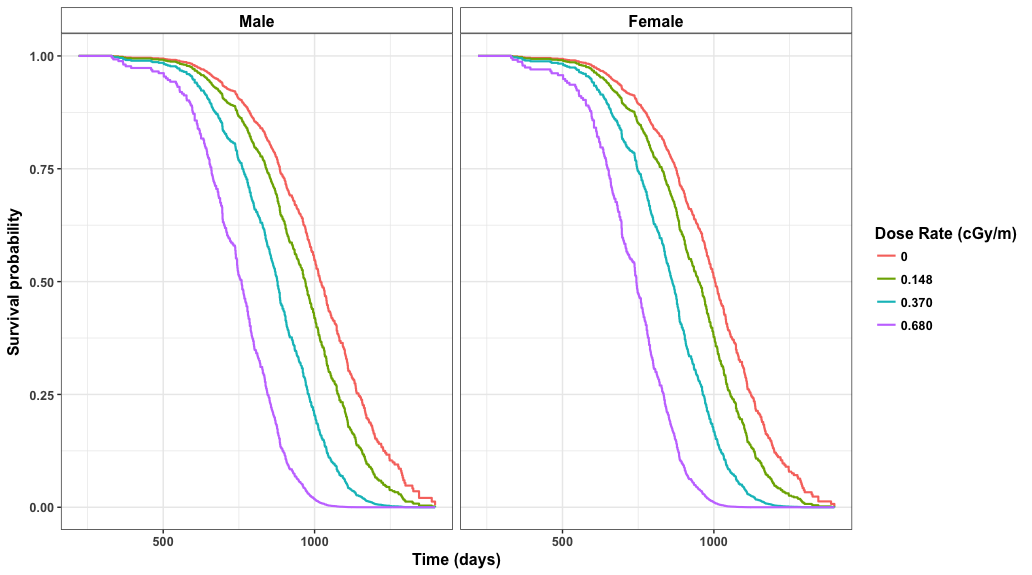 Male Female
1.00
0.75
0.50
0.25
0.00
Survival probability
500 1000 500 1000
Time (days)
Dose Rate (cGy/m)
0
0.148
0.370
0.680